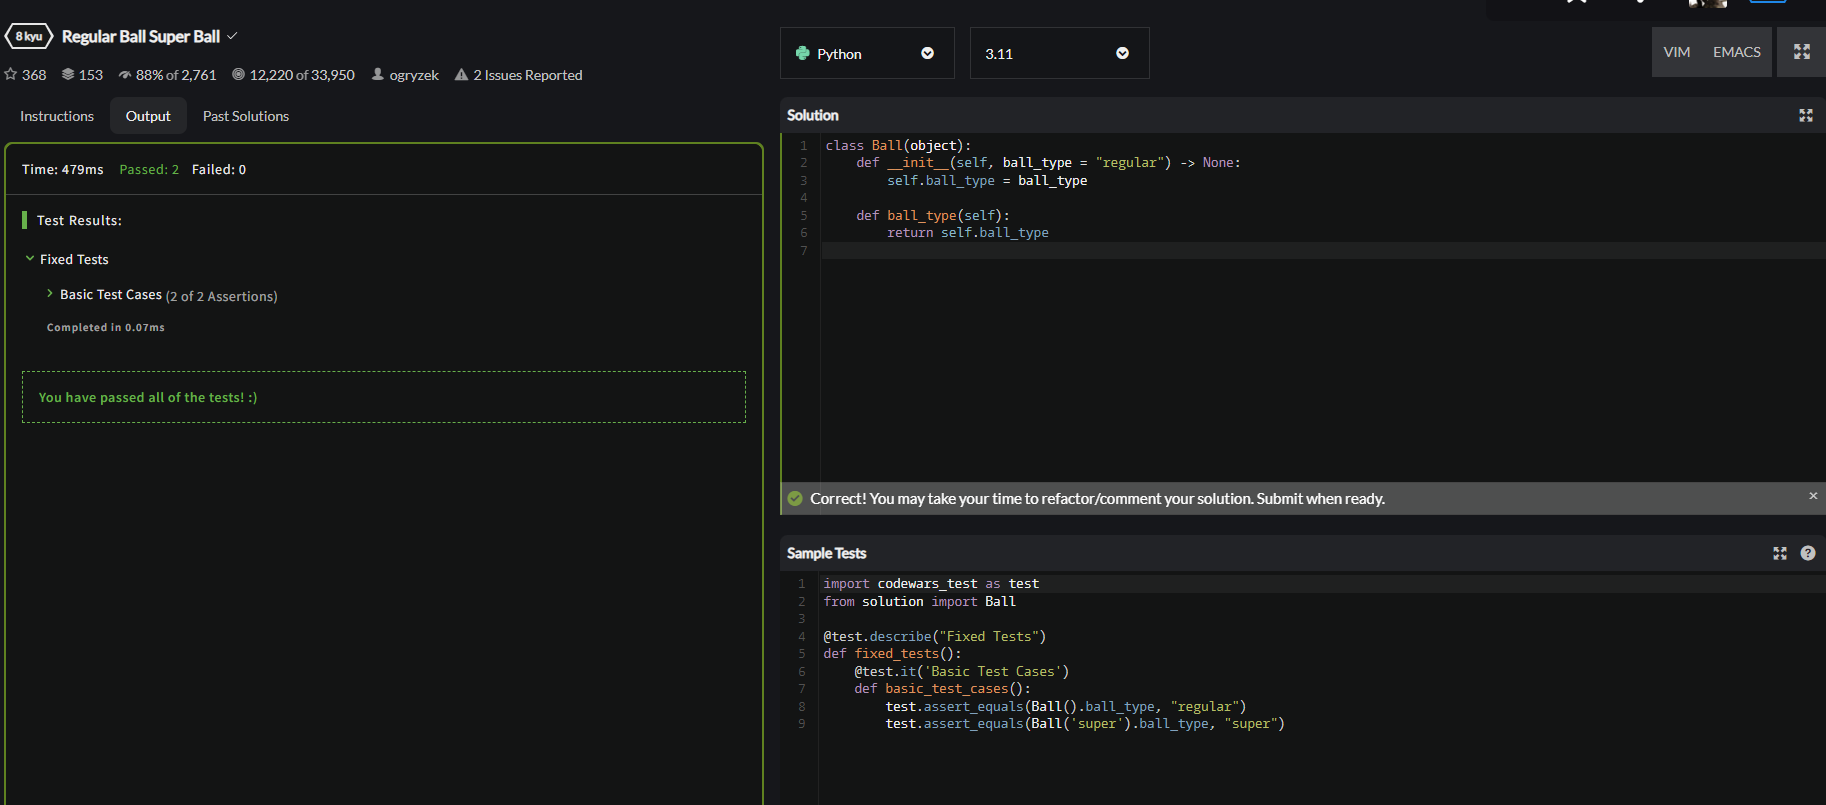 8 kyu Regular Ball Super Ball
368 153 88% of 2,761 12,220 of 33,950 ogryzek 2 Issues Reported
Instructions Output Past Solutions
Time: 479ms Passed: 2 Failed: 0
Test Results:
Fixed Tests
Basic Test Cases (2 of 2 Assertions)
Completed in 0.07ms
You have passed all of the tests! :)
Python 3.11 VIM EMACS
Solution
1 class Ball(object):
2     def __init__(self, ball_type = "regular") -> None:
3         self.ball_type = ball_type
4
5     def ball_type(self):
6         return self.ball_type
7
Correct! You may take your time to refactor/comment your solution. Submit when ready. ×
Sample Tests ?
1 import codewars_test as test
2 from solution import Ball
3
4 @test.describe("Fixed Tests")
5 def fixed_tests():
6     @test.it('Basic Test Cases')
7     def basic_test_cases():
8         test.assert_equals(Ball().ball_type, "regular")
9         test.assert_equals(Ball('super').ball_type, "super")